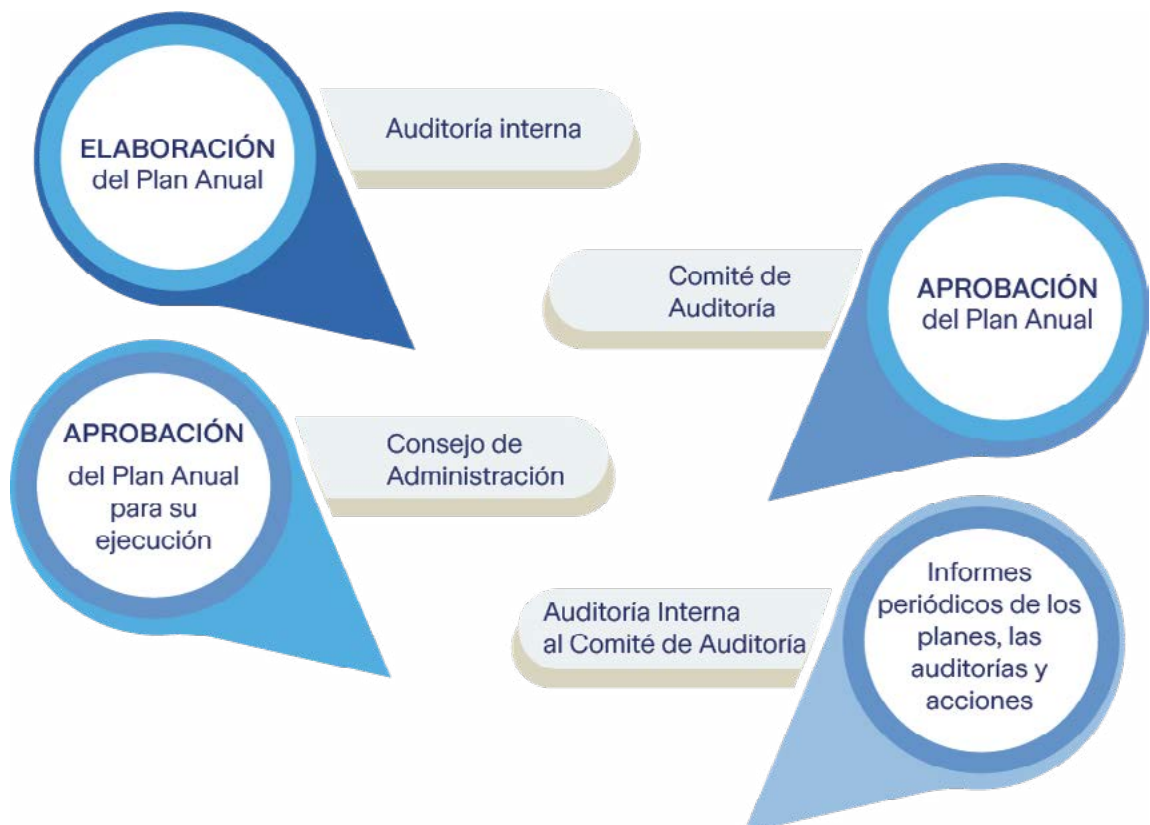 ELABORACIÓN
del Plan Anual
Auditoría interna
Comité de
Auditoría
APROBACIÓN
del Plan Anual
APROBACIÓN
del Plan Anual
para su
ejecución
Consejo de
Administración
Auditoría Interna
al Comité de Auditoría
Informes
periódicos de los
planes, las
auditorías y
acciones